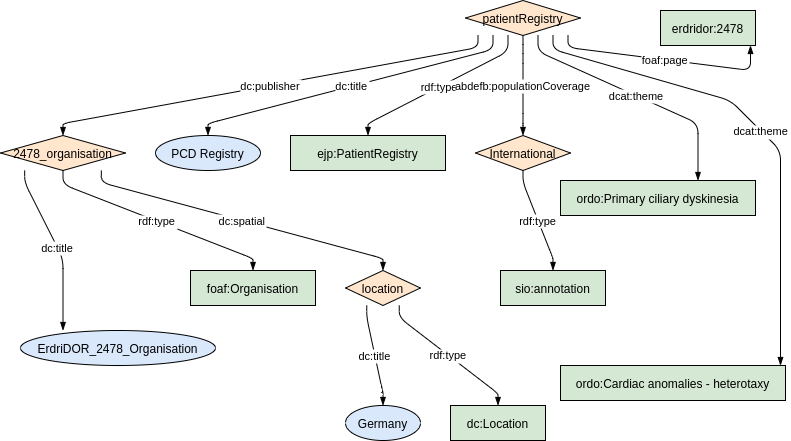 patientRegistry
erdridor:2478
foaf:page
dc:publisher
dc:title
rdf:type
abdefb:populationCoverage
dcat:theme
dcat:theme
2478_organisation
PCD Registry
ejp:PatientRegistry
International
ordo:Primary ciliary dyskinesia
dc:title
rdf:type
dc:spatial
rdf:type
foaf:Organisation
location
sio:annotation
ErdriDOR_2478_Organisation
dc:title
rdf:type
ordo:Cardiac anomalies - heterotaxy
Germany
dc:Location